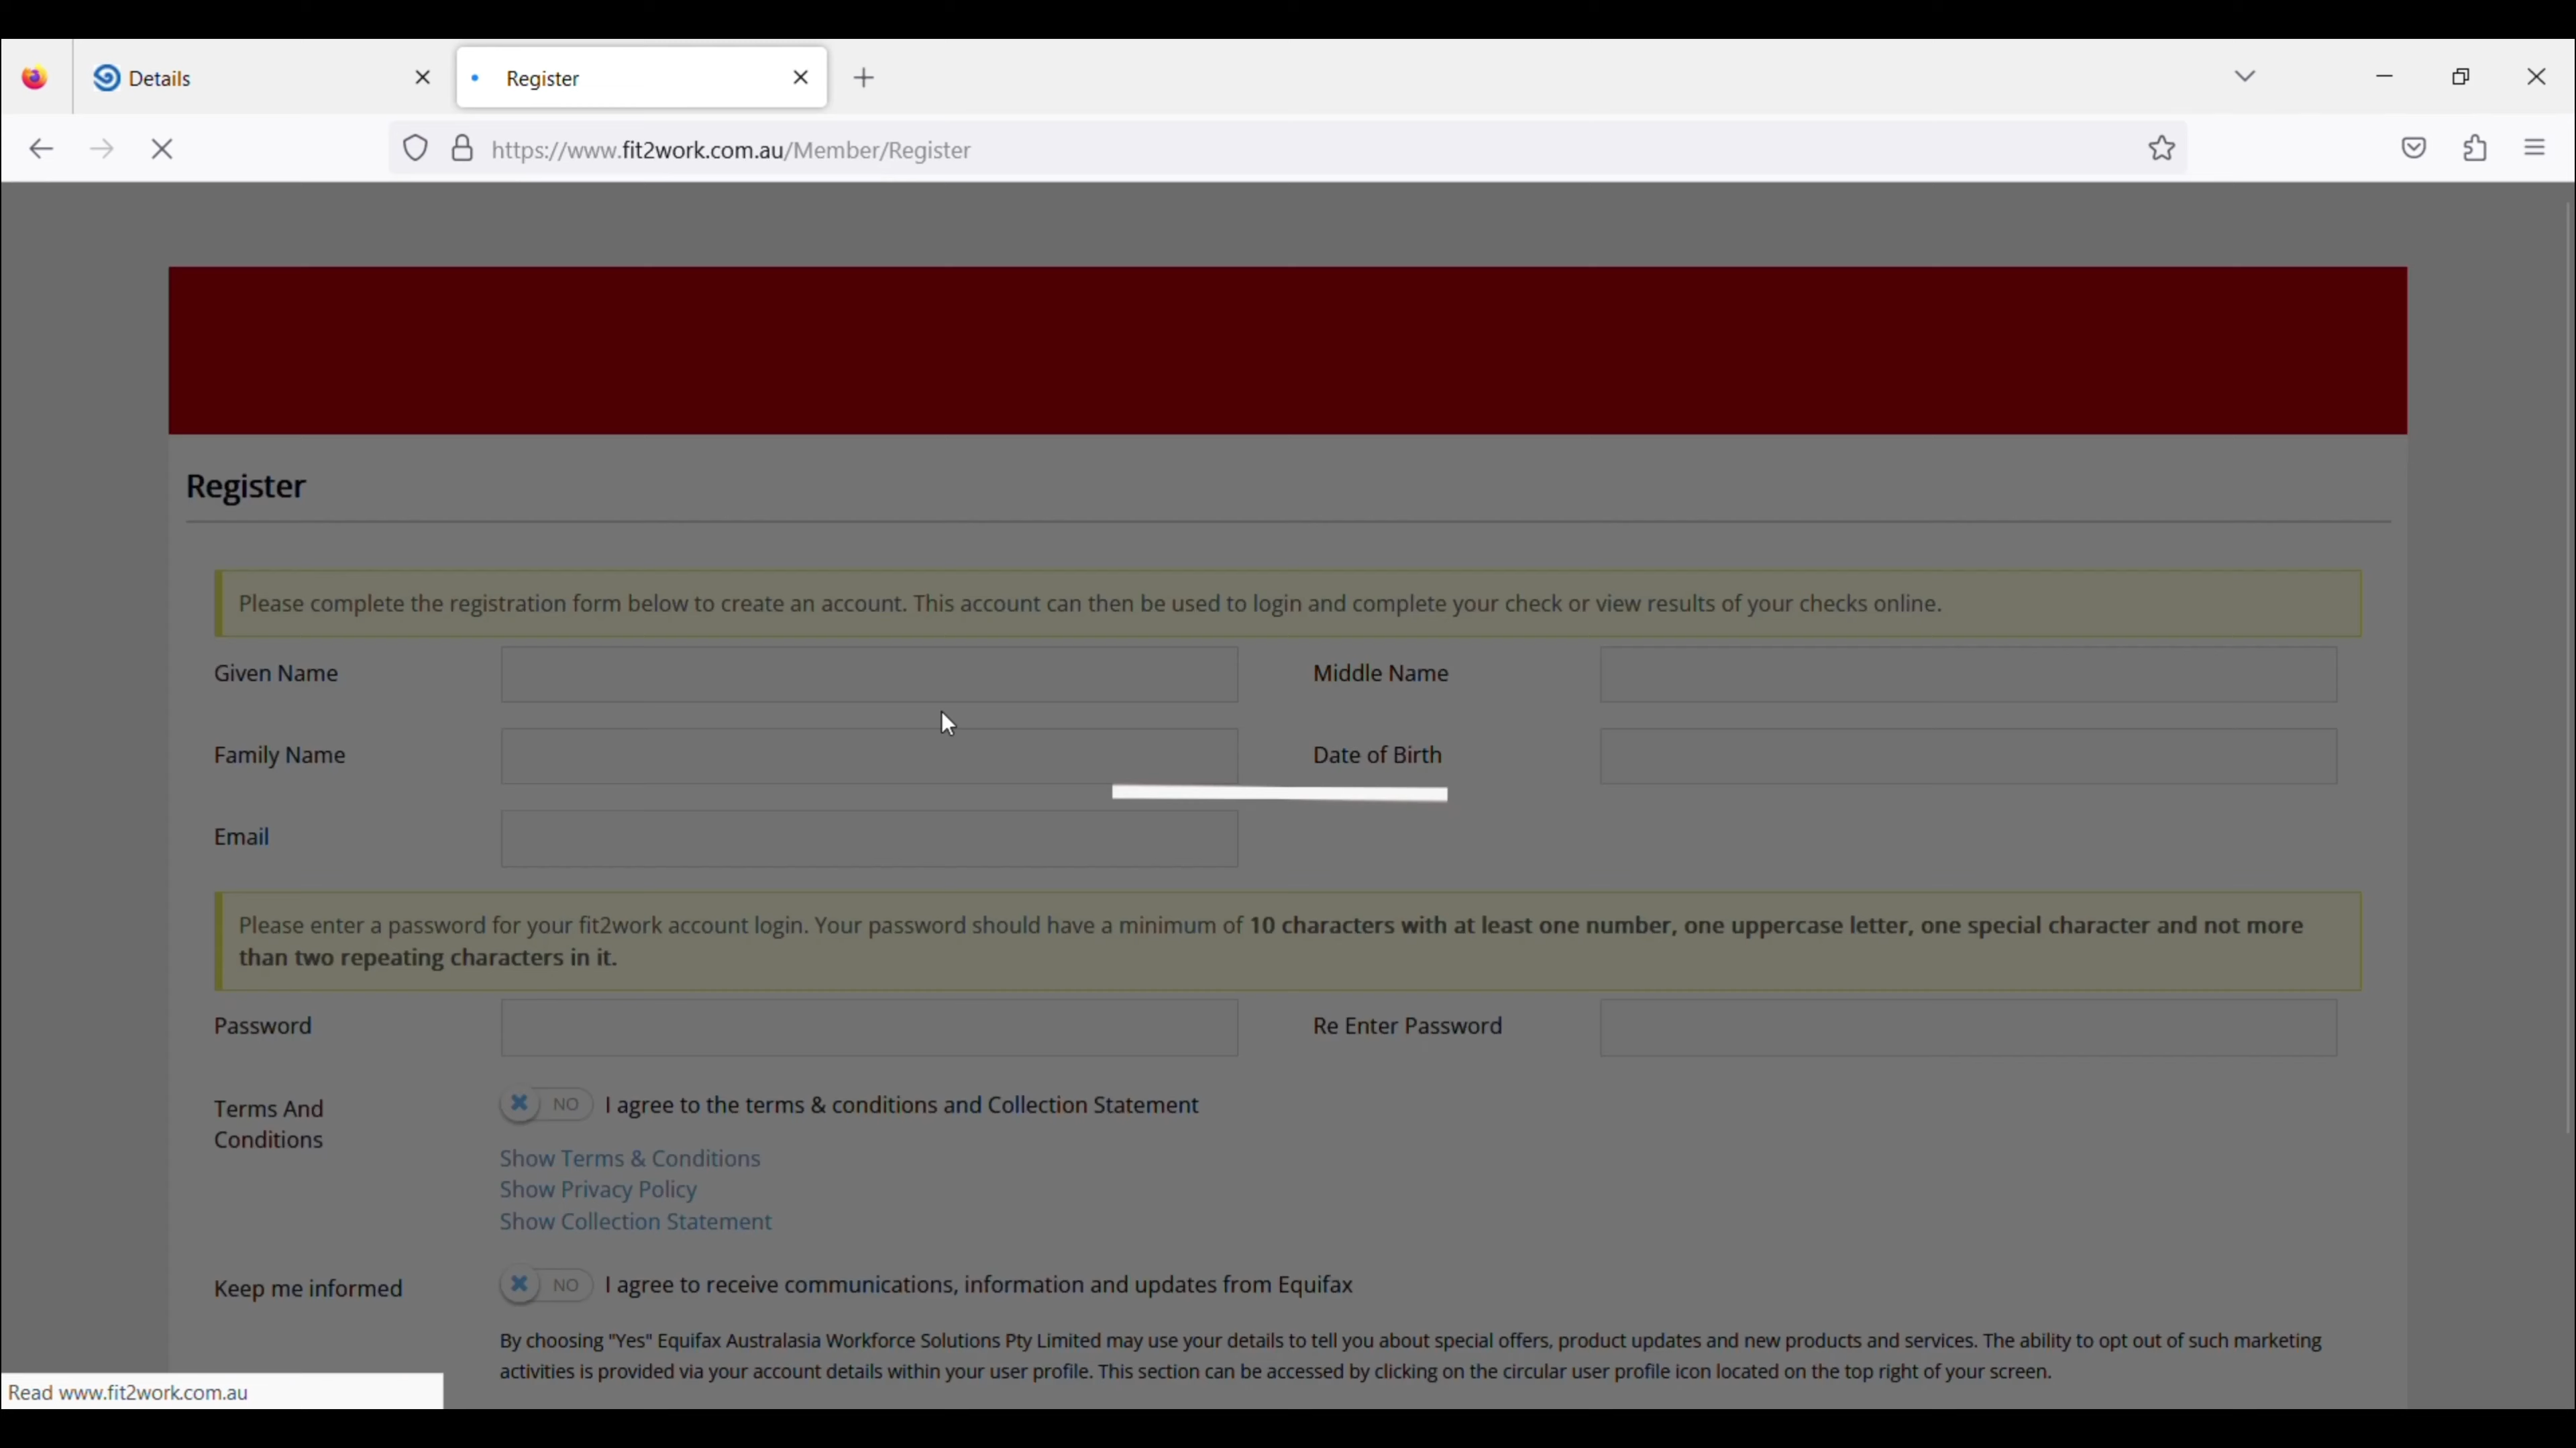 Details
Register
https://www.fit2work.com.au/Member/Register
Register
Please complete the registration form below to create an account. This account can then be used to login and complete your check or view results of your checks online.
Given Name
Middle Name
Family Name
Date of Birth
Email
Please enter a password for your fit2work account login. Your password should have a minimum of 10 characters with at least one number, one uppercase letter, one special character and not more
than two repeating characters in it.
Password
Re Enter Password
Terms And
Conditions
NO I agree to the terms & conditions and Collection Statement
Show Terms & Conditions
Show Privacy Policy
Show Collection Statement
Keep me informed
NO I agree to receive communications, information and updates from Equifax
By choosing "Yes" Equifax Australasia Workforce Solutions Pty Limited may use your details to tell you about special offers, product updates and new products and services. The ability to opt out of such marketing
activities is provided via your account details within your user profile. This section can be accessed by clicking on the circular user profile icon located on the top right of your screen.
Read www.fit2work.com.au